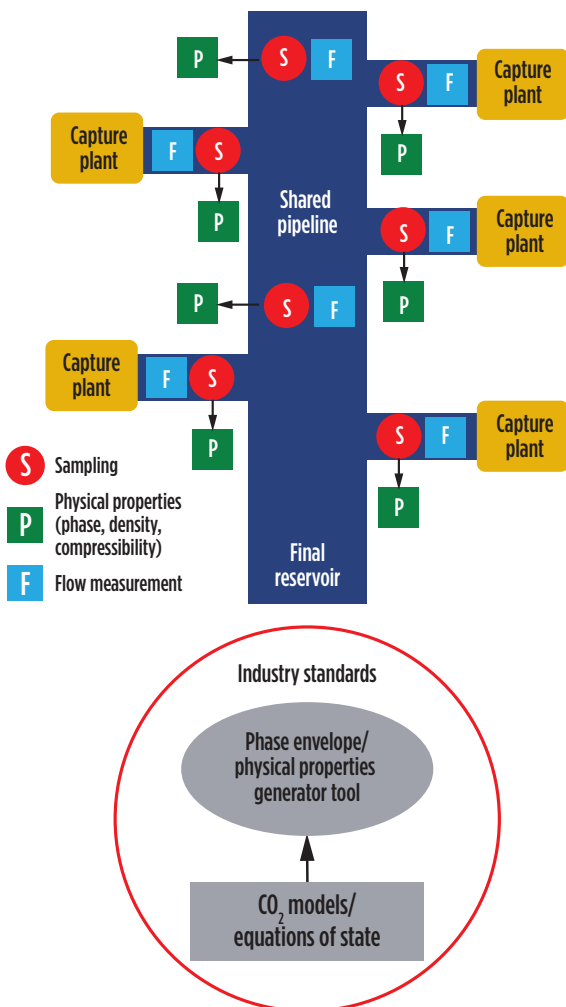 P
S
F
S
F
Capture
plant
P
Capture
plant
F
S
P
Shared
pipeline
S
F
Capture
plant
P
P
S
F
Capture
plant
F
S
P
S
F
Capture
plant
P
S
Sampling
P
Physical properties
(phase, density,
compressibility)
F
Flow measurement
Final
reservoir
Industry standards
Phase envelope/
physical properties
generator tool
CO₂ models/
equations of state